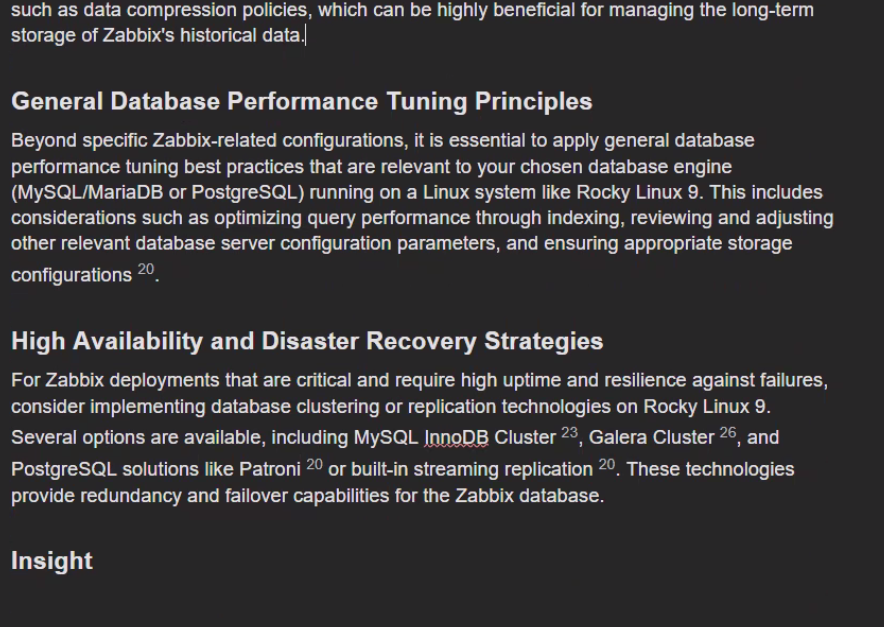 such as data compression policies, which can be highly beneficial for managing the long-term
storage of Zabbix's historical data.
General Database Performance Tuning Principles
Beyond specific Zabbix-related configurations, it is essential to apply general database
performance tuning best practices that are relevant to your chosen database engine
(MySQL/MariaDB or PostgreSQL) running on a Linux system like Rocky Linux 9. This includes
considerations such as optimizing query performance through indexing, reviewing and adjusting
other relevant database server configuration parameters, and ensuring appropriate storage
configurations 20.
High Availability and Disaster Recovery Strategies
For Zabbix deployments that are critical and require high uptime and resilience against failures,
consider implementing database clustering or replication technologies on Rocky Linux 9.
Several options are available, including MySQL InnoDB Cluster 23, Galera Cluster 26, and
PostgreSQL solutions like Patroni 20 or built-in streaming replication 20. These technologies
provide redundancy and failover capabilities for the Zabbix database.
Insight